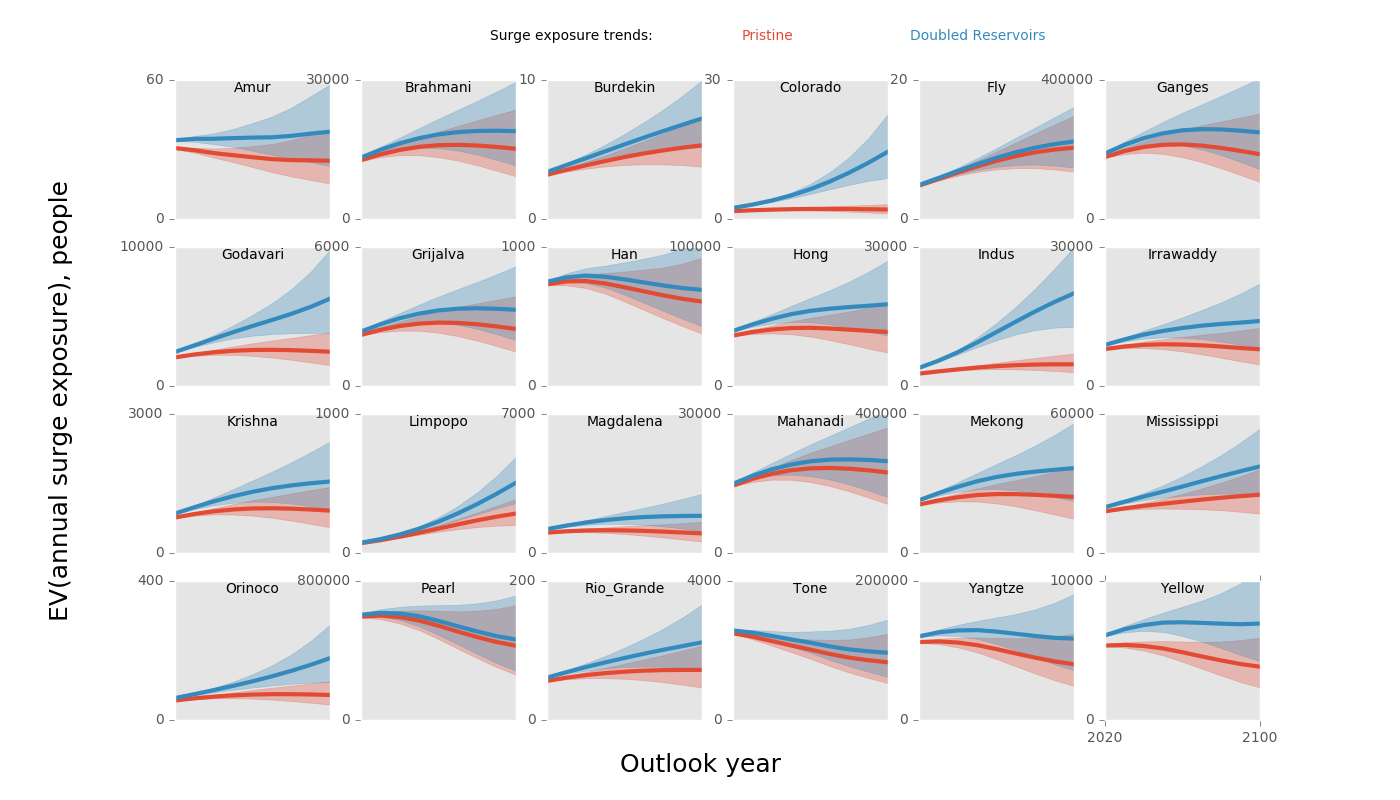 Surge exposure trends: Pristine Doubled Reservoirs
60 30000 10 30 20 400000
Amur Brahmani Burdekin Colorado Fly Ganges
0 0 0 0 0 0
10000 6000 1000 100000 30000 30000
Godavari Grijalva Han Hong Indus Irrawaddy
0 0 0 0 0 0
3000 1000 7000 30000 400000 60000
Krishna Limpopo Magdalena Mahanadi Mekong Mississippi
0 0 0 0 0 0
400 800000 200 4000 200000 10000
Orinoco Pearl Rio_Grande Tone Yangtze Yellow
0 0 0 0 0 0
2020 2100
EV(annual surge exposure), people
Outlook year